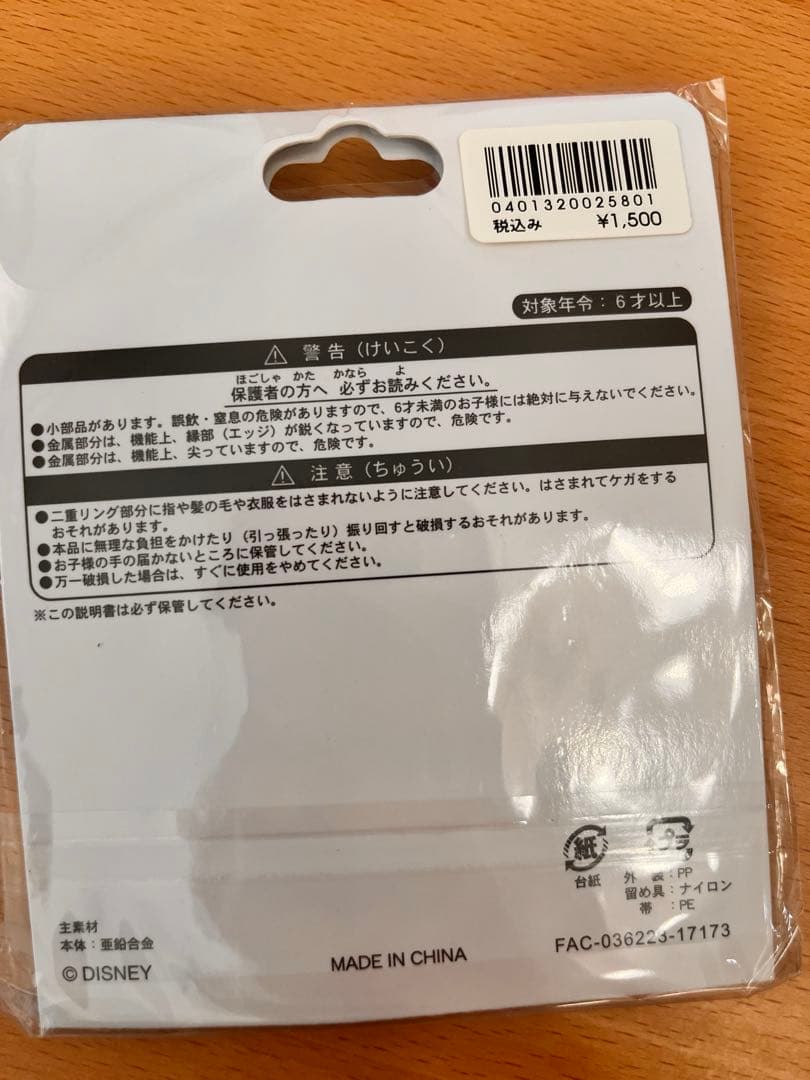 0401320025801
税込み ¥1,500
対象年令：6才以上
⚠ 警告（けいこく）
ほごしゃ かた かなら よ
保護者の方へ 必ずお読みください。
●小部品があります。誤飲・窒息の危険がありますので、6才未満のお子様には絶対に与えないでください。
●金属部分は、機能上、縁部（エッジ）が鋭くなっていますので、危険です。
●金属部分は、機能上、尖っていますので、危険です。
⚠ 注意（ちゅうい）
●二重リング部分に指や髪の毛や衣服をはさまれないように注意してください。はさまれてケガをする
おそれがあります。
●本品に無理な負担をかけたり（引っ張ったり）振り回すと破損するおそれがあります。
●お子様の手の届かないところに保管してください。
●万一破損した場合は、すぐに使用をやめてください。
※この説明書は必ず保管してください。
紙
台紙
プラ
外装：PP
留め具：ナイロン
帯：PE
主素材
本体：亜鉛合金
© DISNEY
MADE IN CHINA
FAC-036223-17173